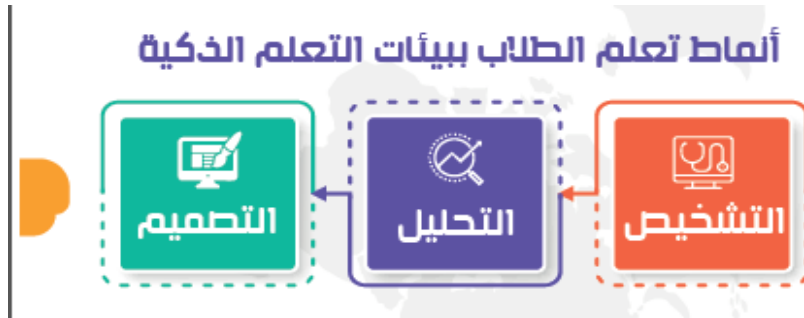 أنماط تعلم الطلاب ببيئات التعلم الذكية
التشخيص
التحليل
التصميم